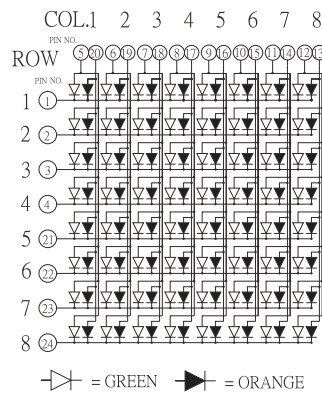 COL.1 2 3 4 5 6 7 8
PIN NO.
ROW 5 20 6 19 7 18 8 17 9 16 10 15 11 14 12 13
PIN NO.
1 1
2 2
3 3
4 4
5 21
6 22
7 23
8 24
= GREEN = ORANGE